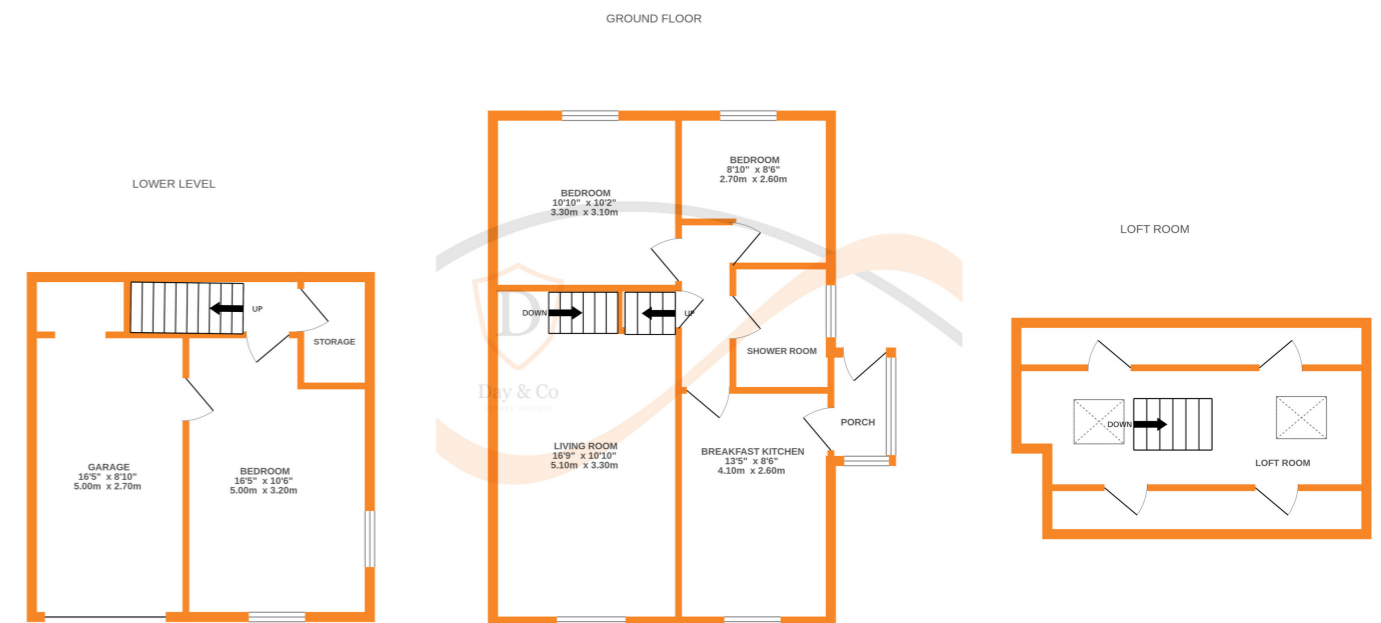 GROUND FLOOR
LOWER LEVEL
UP
STORAGE
GARAGE
16'5" x 8'10"
5.00m x 2.70m
BEDROOM
16'5" x 10'6"
5.00m x 3.20m
BEDROOM
10'10" x 10'2"
3.30m x 3.10m
BEDROOM
8'10" x 8'6"
2.70m x 2.60m
DOWN
UP
D
Day & Co
ESTATE AGENTS
SHOWER ROOM
PORCH
LIVING ROOM
16'9" x 10'10"
5.10m x 3.30m
BREAKFAST KITCHEN
13'5" x 8'6"
4.10m x 2.60m
LOFT ROOM
DOWN
LOFT ROOM